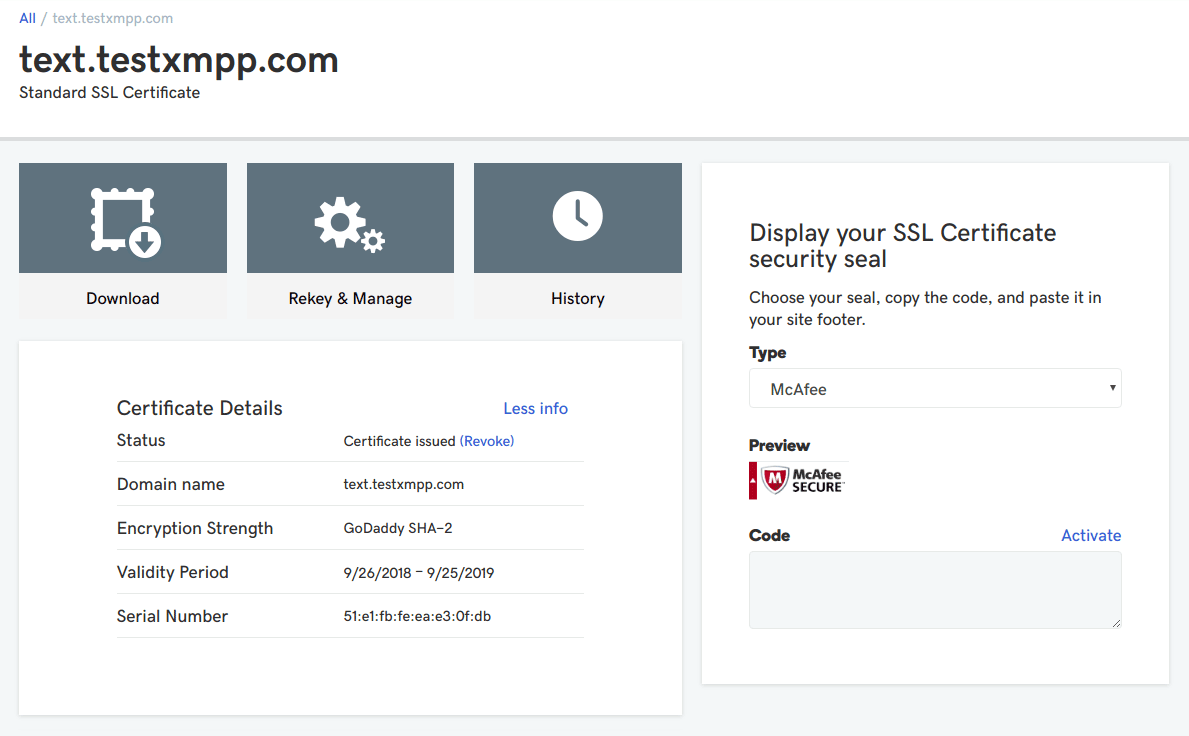 All / text.testxmpp.com
text.testxmpp.com
Standard SSL Certificate
Download
Rekey & Manage
History
Certificate Details
Less info
Status
Certificate issued (Revoke)
Domain name
text.testxmpp.com
Encryption Strength
GoDaddy SHA-2
Validity Period
9/26/2018 - 9/25/2019
Serial Number
51:e1:fb:fe:ea:e3:0f:db
Display your SSL Certificate
security seal
Choose your seal, copy the code, and paste it in
your site footer.
Type
McAfee
Preview
McAfee
SECURE
Code
Activate